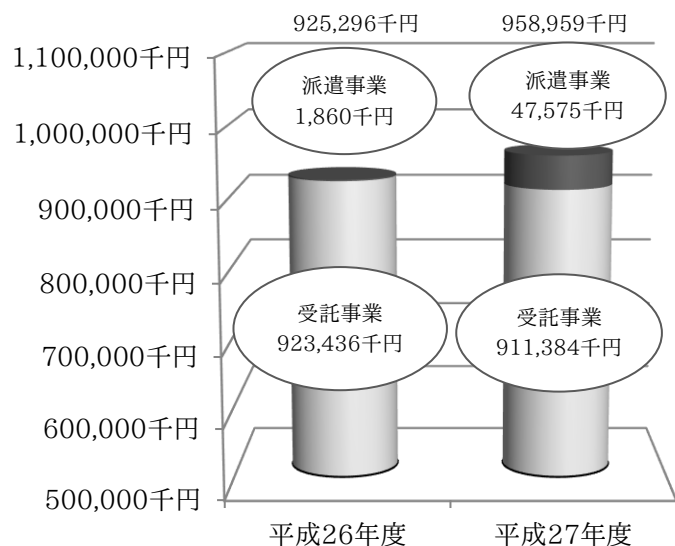 925,296千円
958,959千円
1,100,000千円
1,000,000千円
900,000千円
800,000千円
700,000千円
600,000千円
500,000千円
派遣事業
1,860千円
派遣事業
47,575千円
受託事業
923,436千円
受託事業
911,384千円
平成26年度
平成27年度